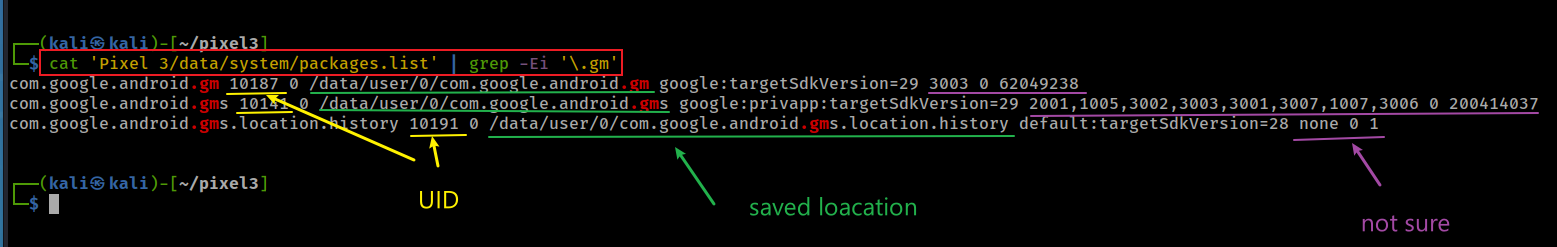 ┌──(kali㉿kali)-[~/pixel3]
└─$ cat 'Pixel 3/data/system/packages.list' | grep -Ei '\.gm'
com.google.android.gm 10187 0 /data/user/0/com.google.android.gm google:targetSdkVersion=29 3003 0 62049238
com.google.android.gms 10141 0 /data/user/0/com.google.android.gms google:privapp:targetSdkVersion=29 2001,1005,3002,3003,3001,3007,1007,3006 0 200414037
com.google.android.gms.location.history 10191 0 /data/user/0/com.google.android.gms.location.history default:targetSdkVersion=28 none 0 1
┌──(kali㉿kali)-[~/pixel3]
└─$
UID
saved loacation
not sure